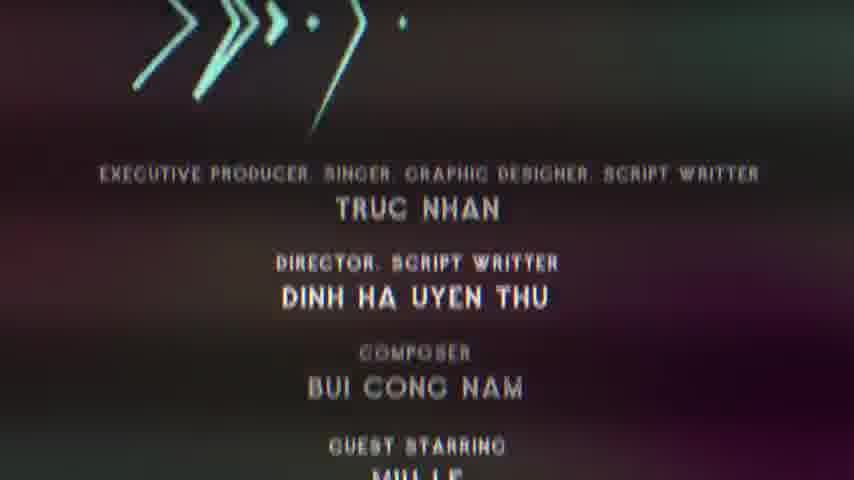 EXECUTIVE PRODUCER. SINGER. GRAPHIC DESIGNER. SCRIPT WRITTER
TRUC NHAN
DIRECTOR. SCRIPT WRITTER
DINH HA UYEN THU
COMPOSER
BUI CONG NAM
GUEST STARRING